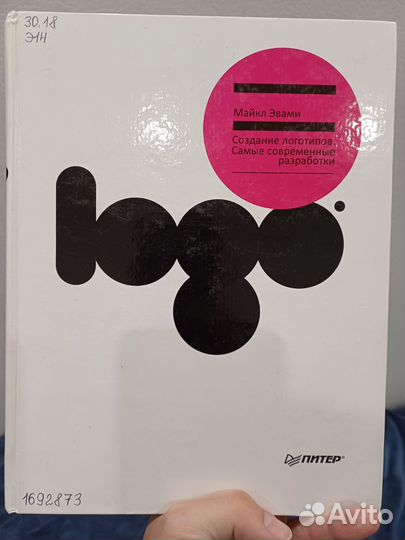 30.18
Э14
Майкл Эвами
Создание логотипов.
Самые современные
разработки
logo
ПИТЕР®
1692873
Avito